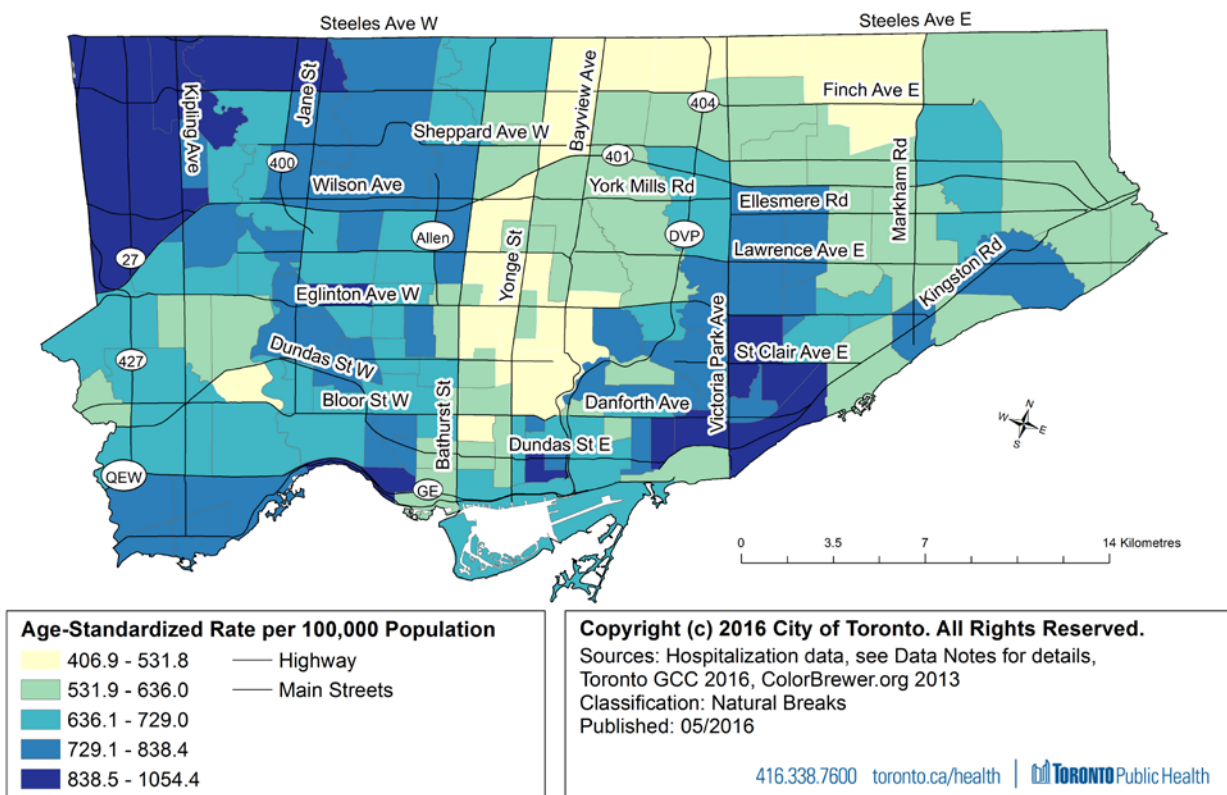 Steeles Ave W
Steeles Ave E
Kipling Ave
Jane St
Bayview Ave
Finch Ave E
404
Sheppard Ave W
400
401
Markham Rd
Wilson Ave
York Mills Rd
Ellesmere Rd
Allen
DVP
27
Lawrence Ave E
Yonge St
Kingston Rd
Eglinton Ave W
Victoria Park Ave
427
Dundas St W
St Clair Ave E
Bloor St W
Bathurst St
Danforth Ave
Dundas St E
N
W
E
S
QEW
GE
0
3.5
7
14 Kilometres
Age-Standardized Rate per 100,000 Population
406.9 - 531.8
Highway
531.9 - 636.0
Main Streets
636.1 - 729.0
729.1 - 838.4
838.5 - 1054.4
Copyright (c) 2016 City of Toronto. All Rights Reserved.
Sources: Hospitalization data, see Data Notes for details,
Toronto GCC 2016, ColorBrewer.org 2013
Classification: Natural Breaks
Published: 05/2016
416.338.7600 toronto.ca/health
TORONTO Public Health